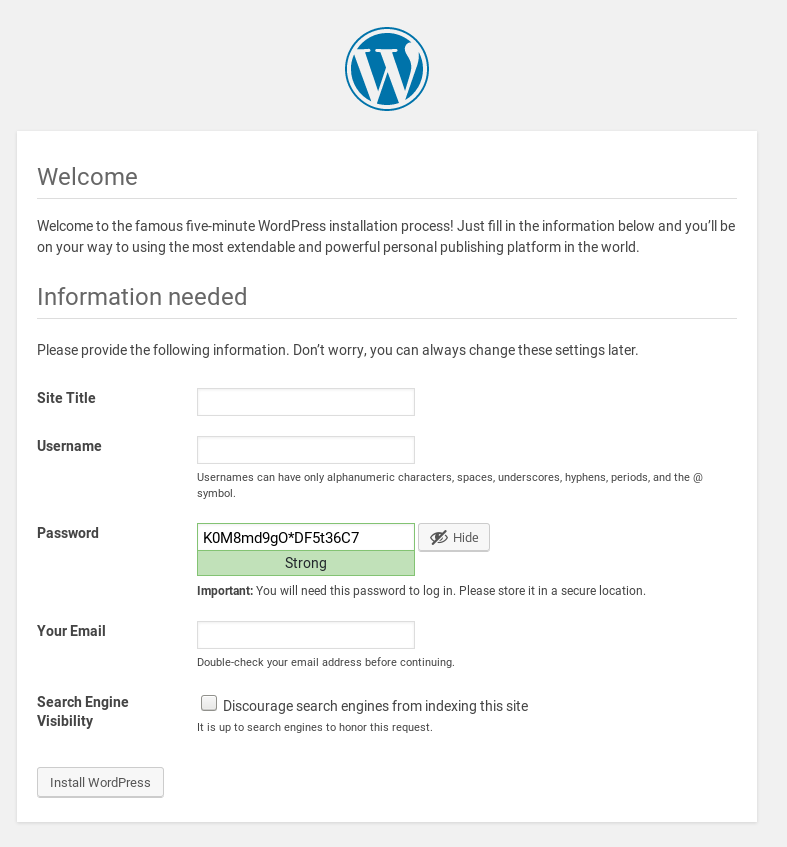 Welcome
Welcome to the famous five-minute WordPress installation process! Just fill in the information below and you’ll be
on your way to using the most extendable and powerful personal publishing platform in the world.
Information needed
Please provide the following information. Don’t worry, you can always change these settings later.
Site Title
Username
Usernames can have only alphanumeric characters, spaces, underscores, hyphens, periods, and the @
symbol.
Password
K0M8md9gO*DF5t36C7
Hide
Strong
Important: You will need this password to log in. Please store it in a secure location.
Your Email
Double-check your email address before continuing.
Search Engine
Visibility
Discourage search engines from indexing this site
It is up to search engines to honor this request.
Install WordPress